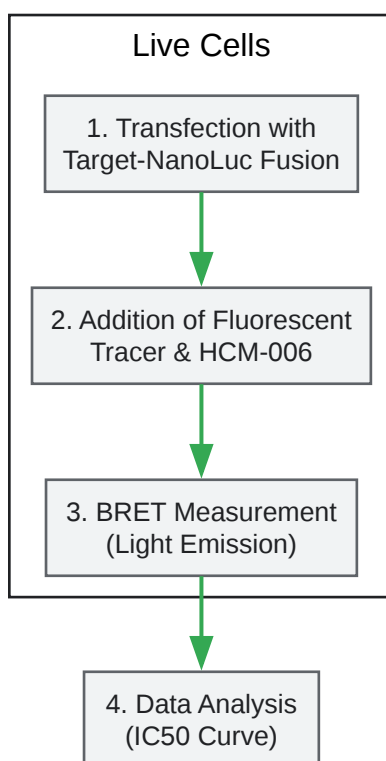 Live Cells
1. Transfection with
Target-NanoLuc Fusion
2. Addition of Fluorescent
Tracer & HCM-006
3. BRET Measurement
(Light Emission)
4. Data Analysis
(IC50 Curve)